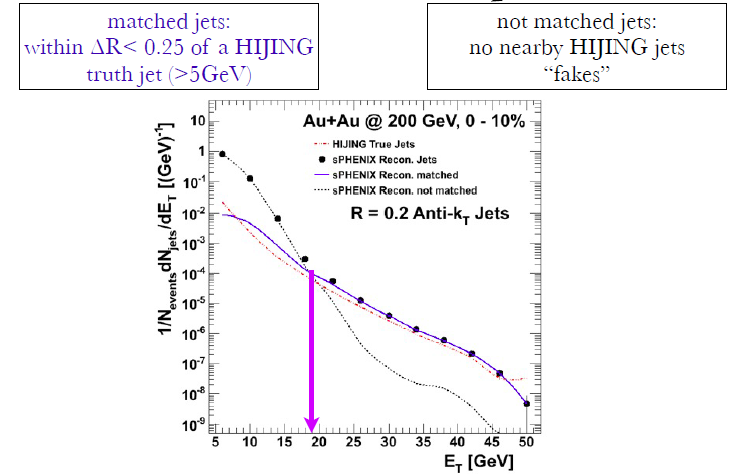 matched jets:
within ΔR< 0.25 of a HIJING
truth jet (>5GeV)
not matched jets:
no nearby HIJING jets
“fakes”
Au+Au @ 200 GeV, 0 - 10%
HIJING True Jets
sPHENIX Recon. Jets
sPHENIX Recon. matched
sPHENIX Recon. not matched
R = 0.2 Anti-kT Jets
1/Nevents dNjets/dET [(GeV)-1]
10
1
10-1
10-2
10-3
10-4
10-5
10-6
10-7
10-8
10-9
5 10 15 20 25 30 35 40 45 50
ET [GeV]